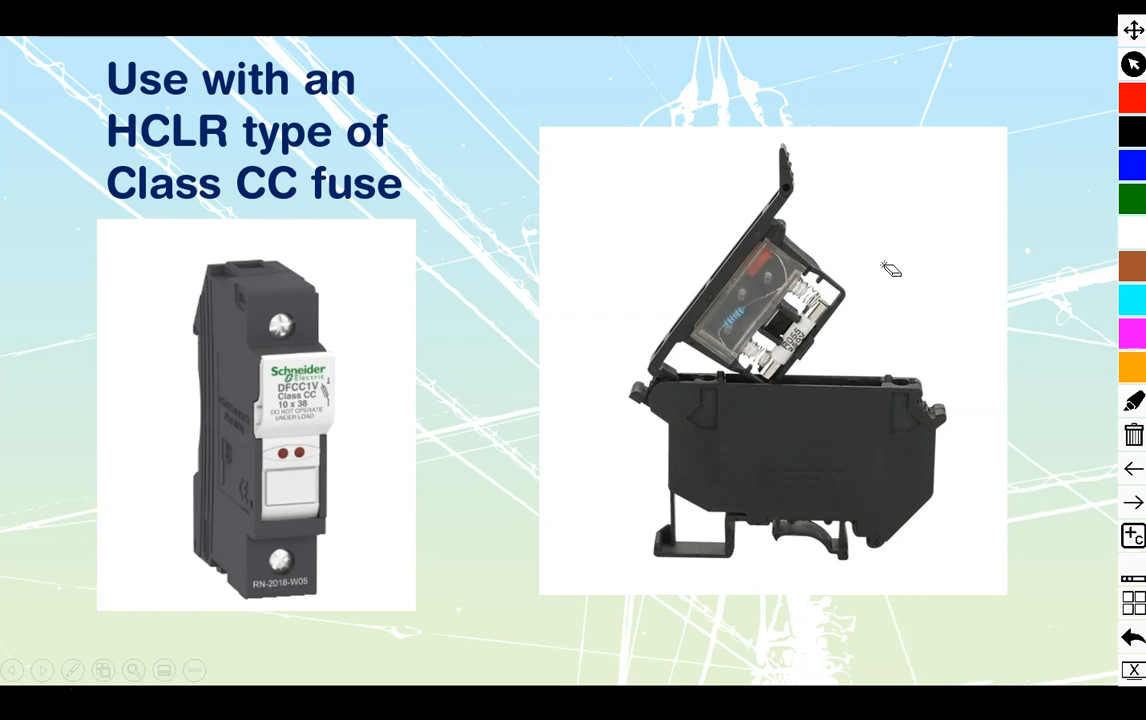 Use with an
HCLR type of
Class CC fuse
Schneider
Electric
DFCC1V
Class CC
10 x 38
DO NOT OPERATE
UNDER LOAD
RN-2018-W05
C
X